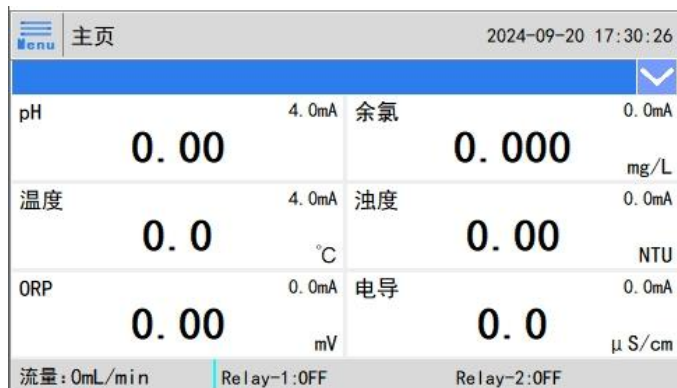 Menu 主页 2024-09-20 17:30:26
pH 4.0mA 余氯 0.0mA
0.00 0.000 mg/L
温度 4.0mA 浊度 0.0mA
0.0 ℃ 0.00 NTU
ORP 0.0mA 电导 0.0mA
0.00 mV 0.0 μS/cm
流量:0mL/min Relay-1:OFF Relay-2:OFF